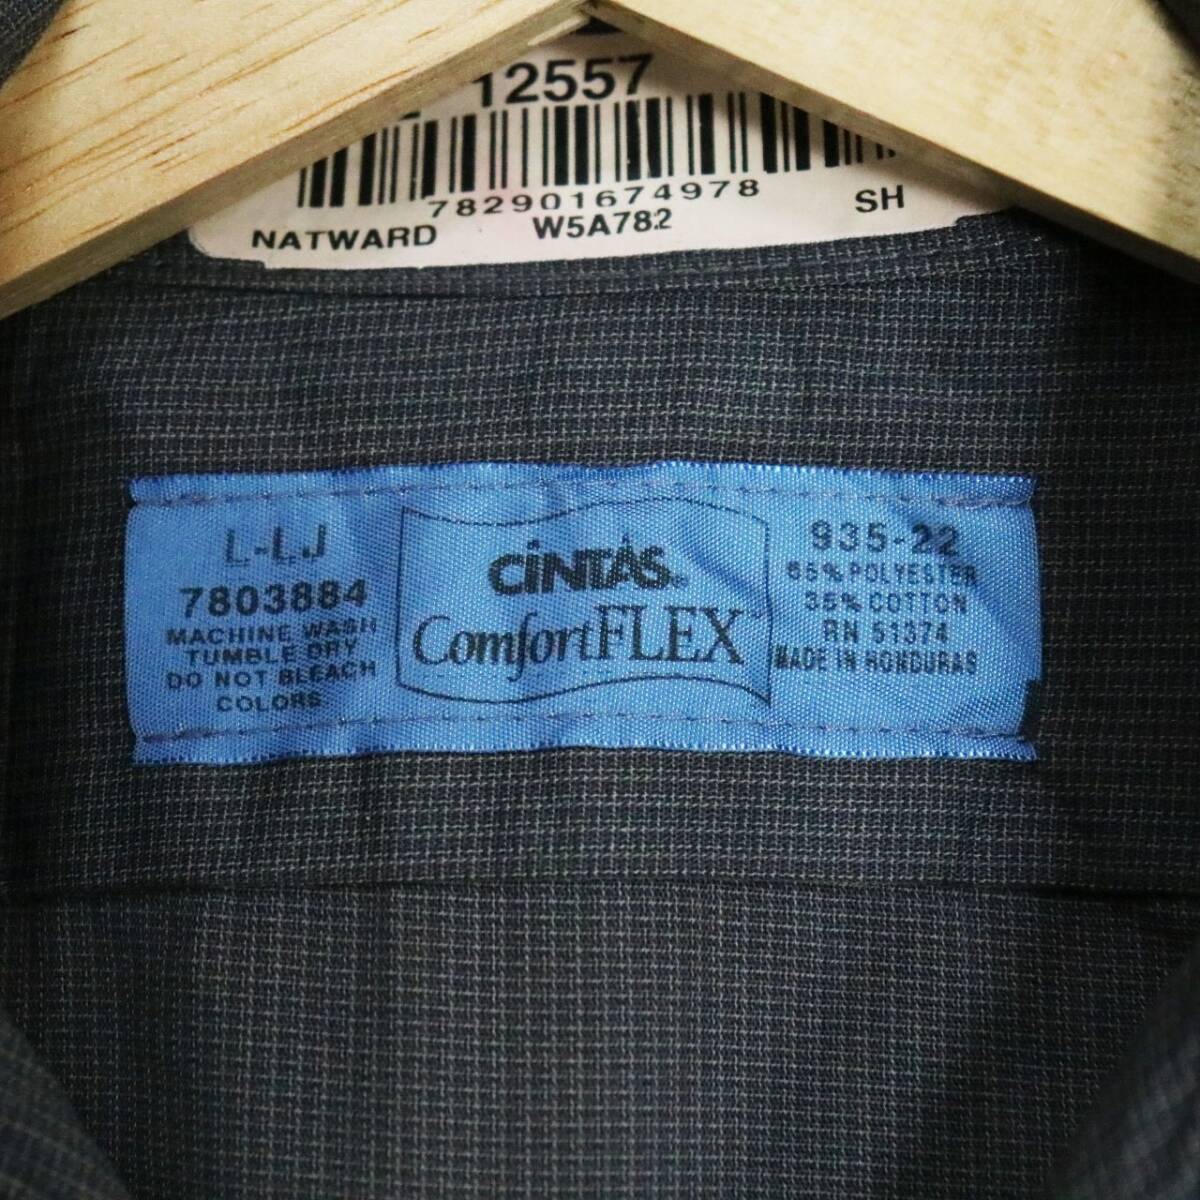 12557
782901674978
NATWARD W5A782 SH
L-LJ
7803884
MACHINE WASH
TUMBLE DRY
DO NOT BLEACH
COLORS
CINTAS®
ComfortFLEX™
935-22
65% POLYESTER
35% COTTON
RN 51374
MADE IN HONDURAS